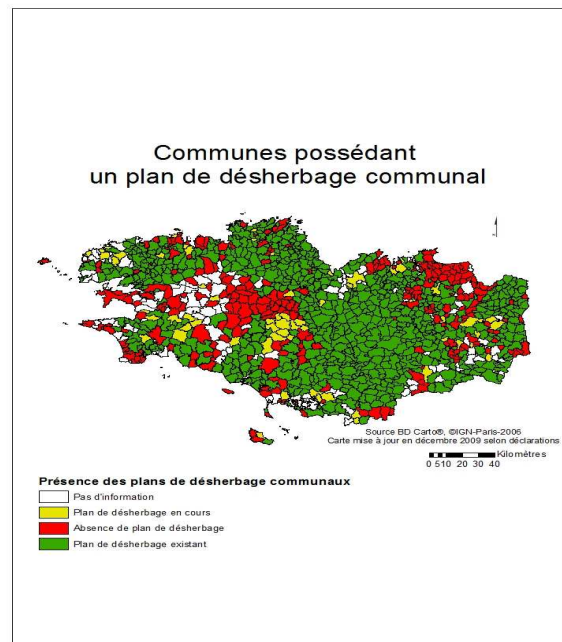 Communes possédant
un plan de désherbage communal
Source BD Carto®, ©IGN-Paris-2006
Carte mise à jour en décembre 2009 selon déclarations
Kilomètres
0 5 10 20 30 40
Présence des plans de désherbage communaux
Pas d'information
Plan de désherbage en cours
Absence de plan de désherbage
Plan de désherbage existant